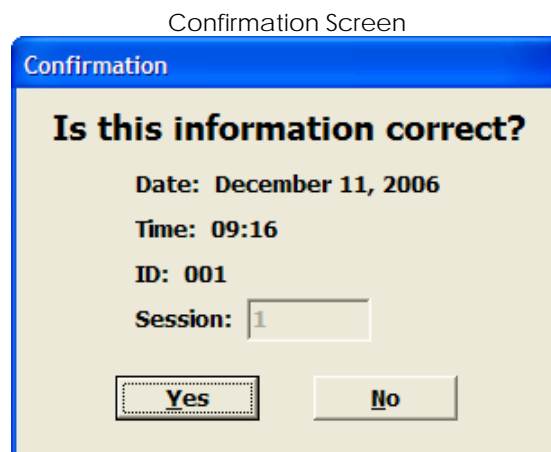 Confirmation Screen
Confirmation
Is this information correct?
Date: December 11, 2006
Time: 09:16
ID: 001
Session: 1
Yes No